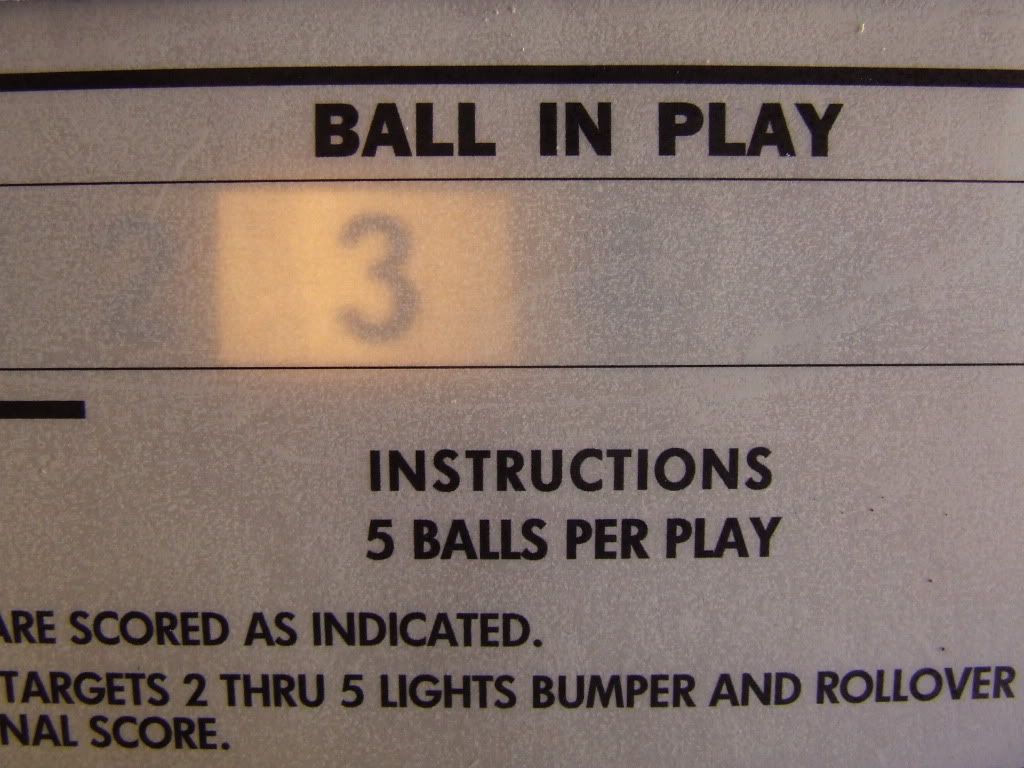 BALL IN PLAY
2 3
INSTRUCTIONS
5 BALLS PER PLAY
ARE SCORED AS INDICATED.
TARGETS 2 THRU 5 LIGHTS BUMPER AND ROLLOVER
NAL SCORE.